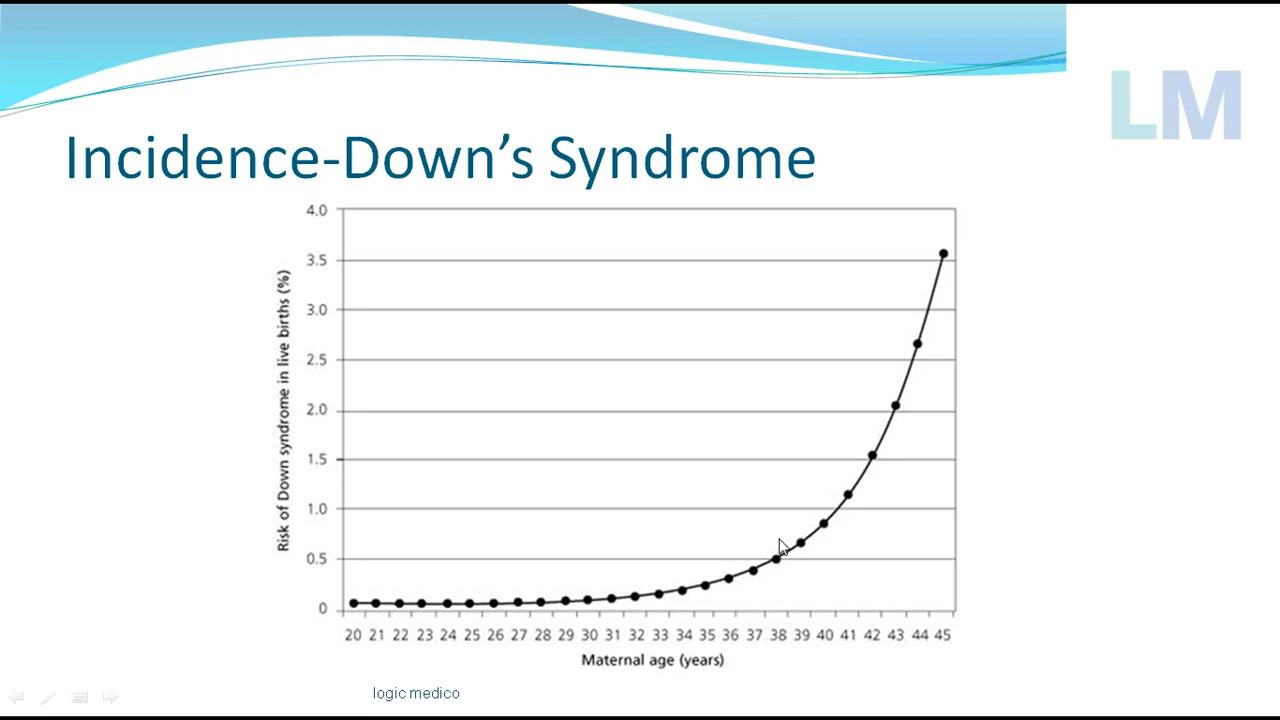 LM
Incidence-Down's Syndrome
Risk of Down syndrome in live births (%)
4.0
3.5
3.0
2.5
2.0
1.5
1.0
0.5
0
20 21 22 23 24 25 26 27 28 29 30 31 32 33 34 35 36 37 38 39 40 41 42 43 44 45
Maternal age (years)
logic medico